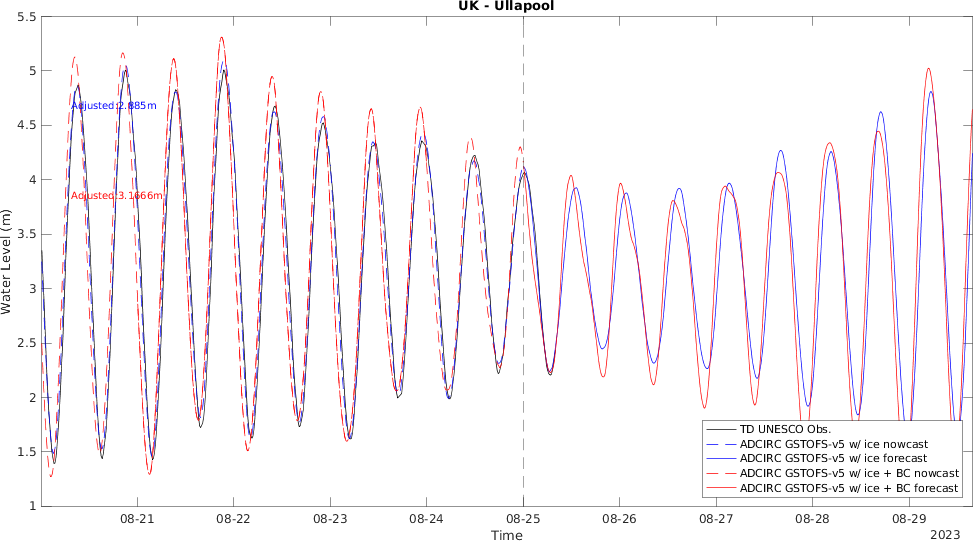 UK - Ullapool
5.5
5
4.5
4
3.5
3
2.5
2
1.5
1
Water Level (m)
Adjusted:2.885m
Adjusted:3.1666m
TD UNESCO Obs.
ADCIRC GSTOFS-v5 w/ ice nowcast
ADCIRC GSTOFS-v5 w/ ice forecast
ADCIRC GSTOFS-v5 w/ ice + BC nowcast
ADCIRC GSTOFS-v5 w/ ice + BC forecast
08-21 08-22 08-23 08-24 08-25 08-26 08-27 08-28 08-29
Time
2023